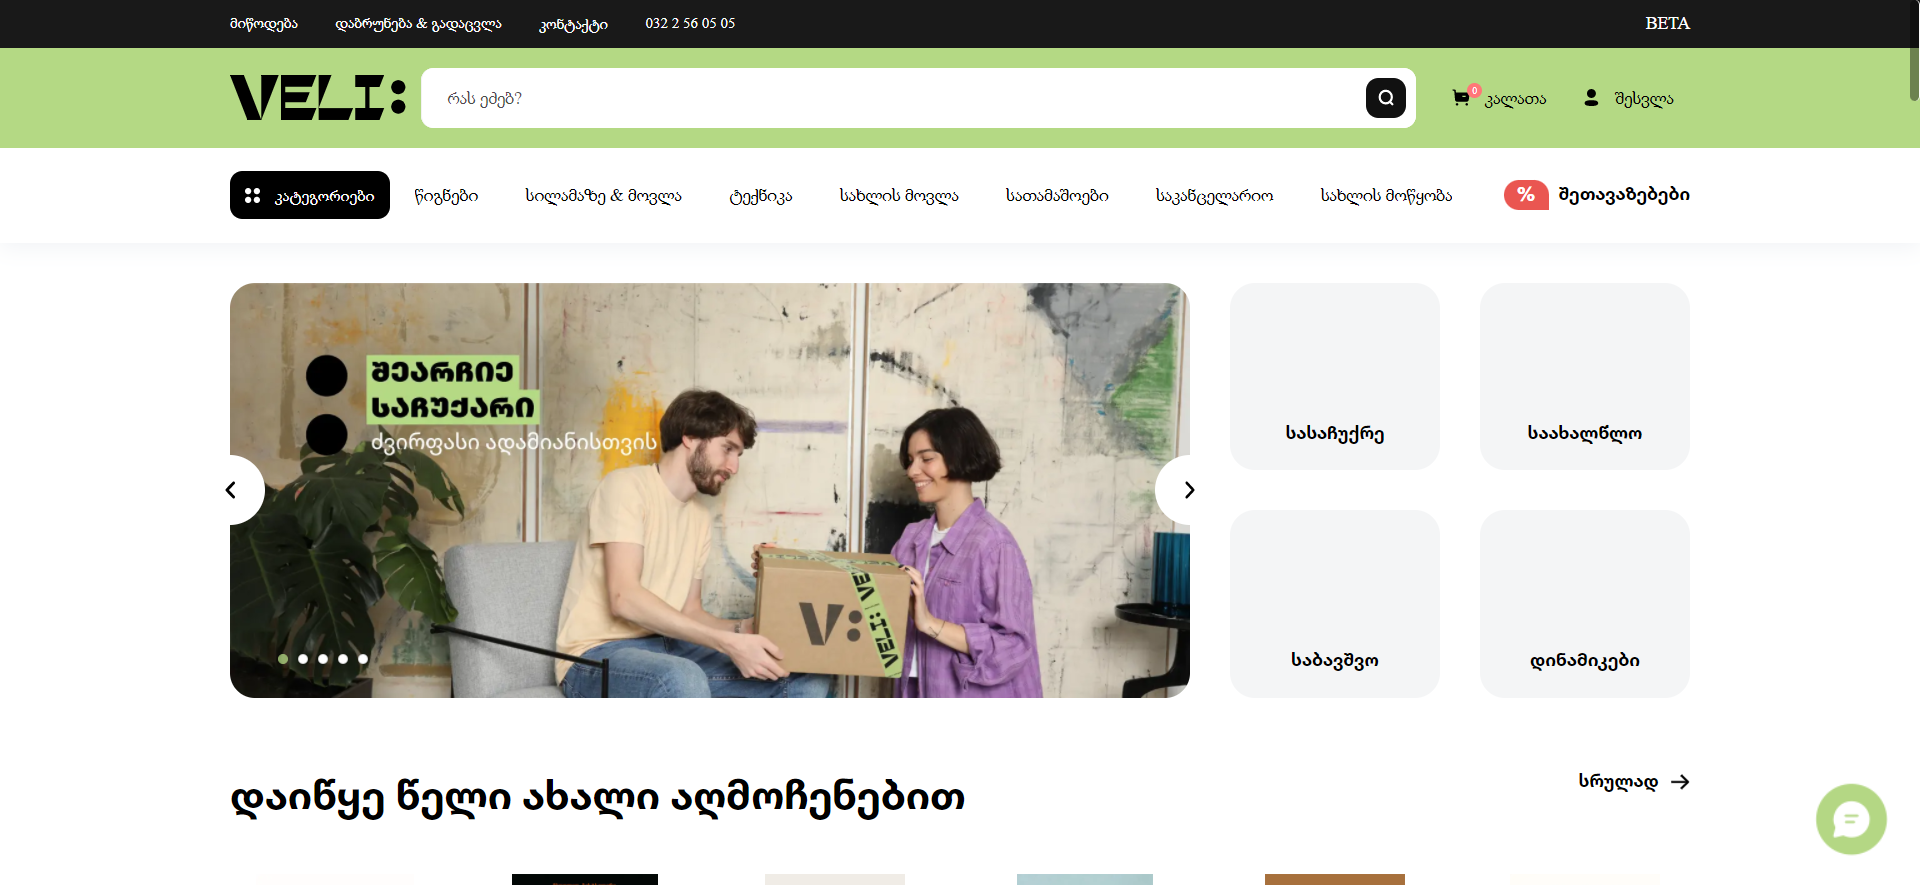 მიწოდება
დაბრუნება & გადაცვლა
კონტაქტი
032 2 56 05 05
BETA
VELI:
რას ეძებ?
0
კალათა
შესვლა
კატეგორიები
წიგნები
სილამაზე & მოვლა
ტექნიკა
სახლის მოვლა
სათამაშოები
საკანცელარიო
სახლის მოწყობა
%
შეთავაზებები
შეარჩიე
საჩუქარი
ძვირფასი ადამიანისთვის
V:
VELI:
სასაჩუქრე
საახალწლო
საბავშვო
დინამიკები
დაიწყე წელი ახალი აღმოჩენებით
სრულად